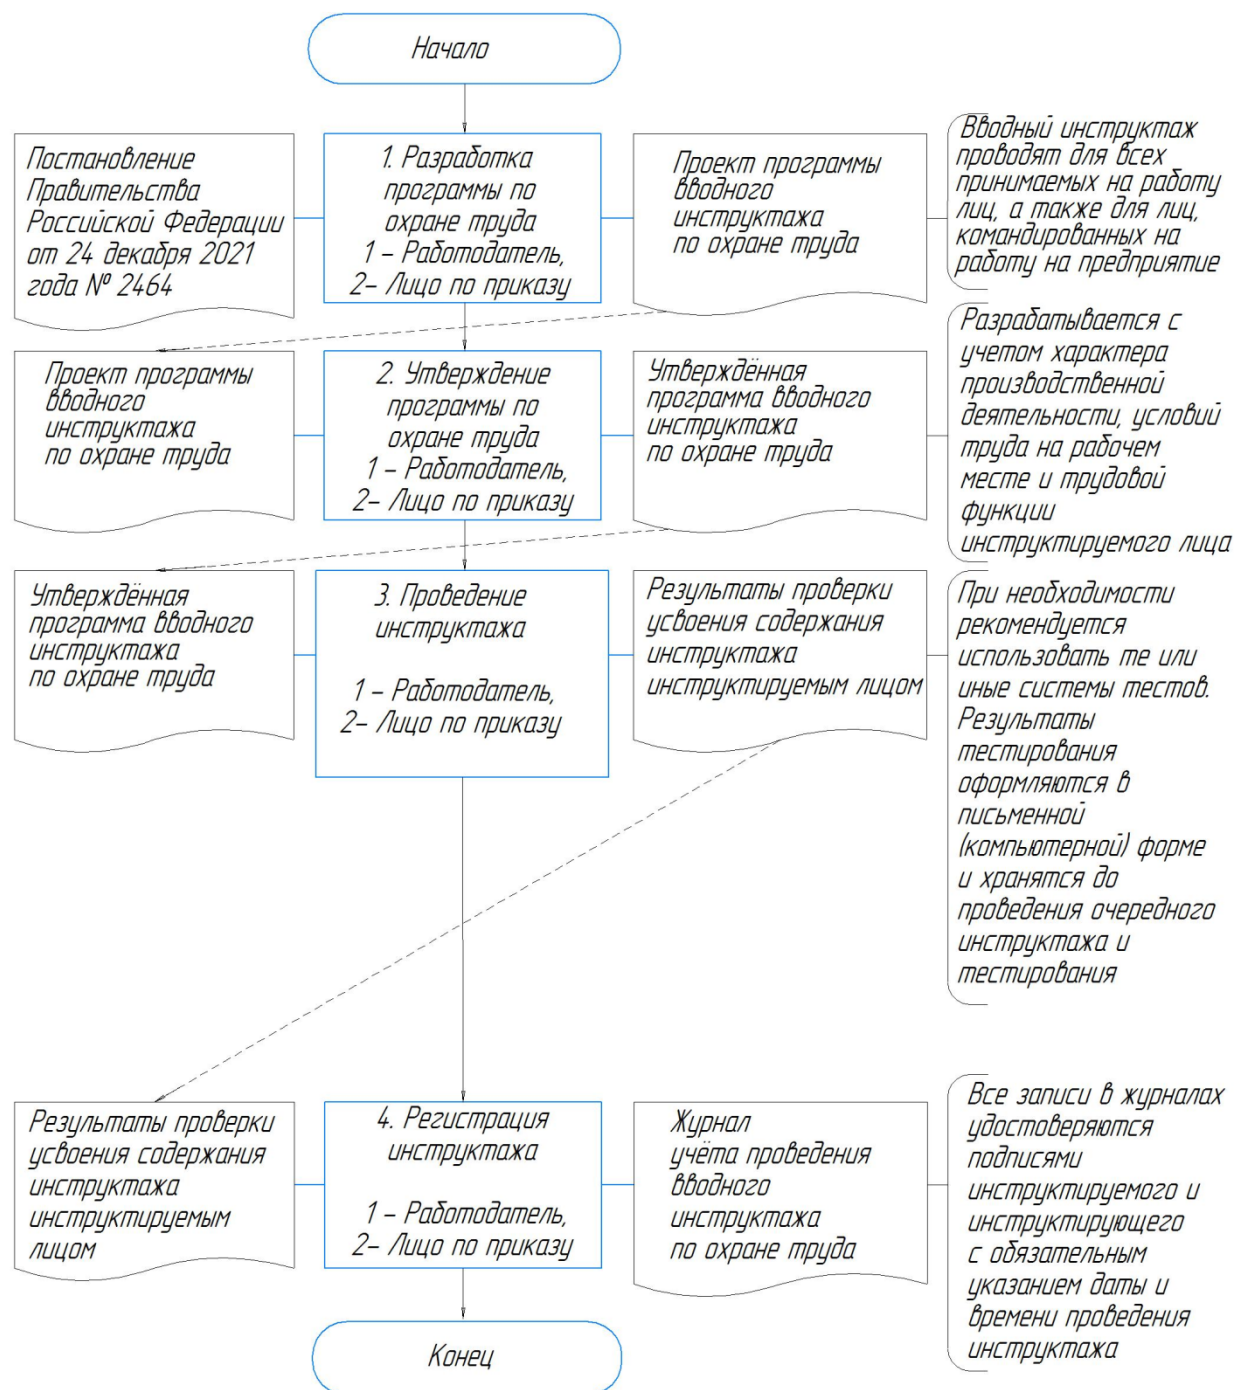 Начало
Постановление
Правительства
Российской Федерации
от 24 декабря 2021
года № 2464
1. Разработка
программы по
охране труда
1 – Работодатель,
2– Лицо по приказу
Проект программы
вводного
инструктажа
по охране труда
Вводный инструктаж
проводят для всех
принимаемых на работу
лиц, а также для лиц,
командированных на
работу на предприятие
Проект программы
вводного
инструктажа
по охране труда
2. Утверждение
программы по
охране труда
1 – Работодатель,
2– Лицо по приказу
Утверждённая
программа вводного
инструктажа
по охране труда
Разрабатывается с
учетом характера
производственной
деятельности, условий
труда на рабочем
месте и трудовой
функции
инструктируемого лица
Утверждённая
программа вводного
инструктажа
по охране труда
3. Проведение
инструктажа
1 – Работодатель,
2– Лицо по приказу
Результаты проверки
усвоения содержания
инструктажа
инструктируемым лицом
При необходимости
рекомендуется
использовать те или
иные системы тестов.
Результаты
тестирования
оформляются в
письменной
(компьютерной) форме
и хранятся до
проведения очередного
инструктажа и
тестирования
Результаты проверки
усвоения содержания
инструктажа
инструктируемым
лицом
4. Регистрация
инструктажа
1 – Работодатель,
2– Лицо по приказу
Журнал
учёта проведения
вводного
инструктажа
по охране труда
Все записи в журналах
удостоверяются
подписями
инструктируемого и
инструктирующего
с обязательным
указанием даты и
времени проведения
инструктажа
Конец